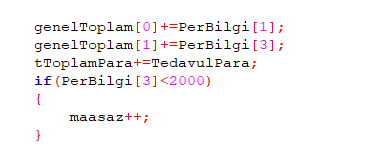 genelToplam[0]+=PerBilgi[1];
genelToplam[1]+=PerBilgi[3];
tToplamPara+=TedavulPara;
if(PerBilgi[3]<2000)
{
maasaz++;
}